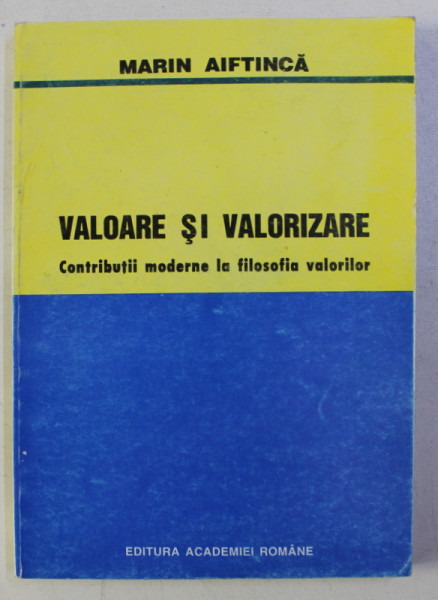 MARIN AIFTINCĂ
VALOARE ȘI VALORIZARE
Contribuții moderne la filosofia valorilor
EDITURA ACADEMIEI ROMÂNE